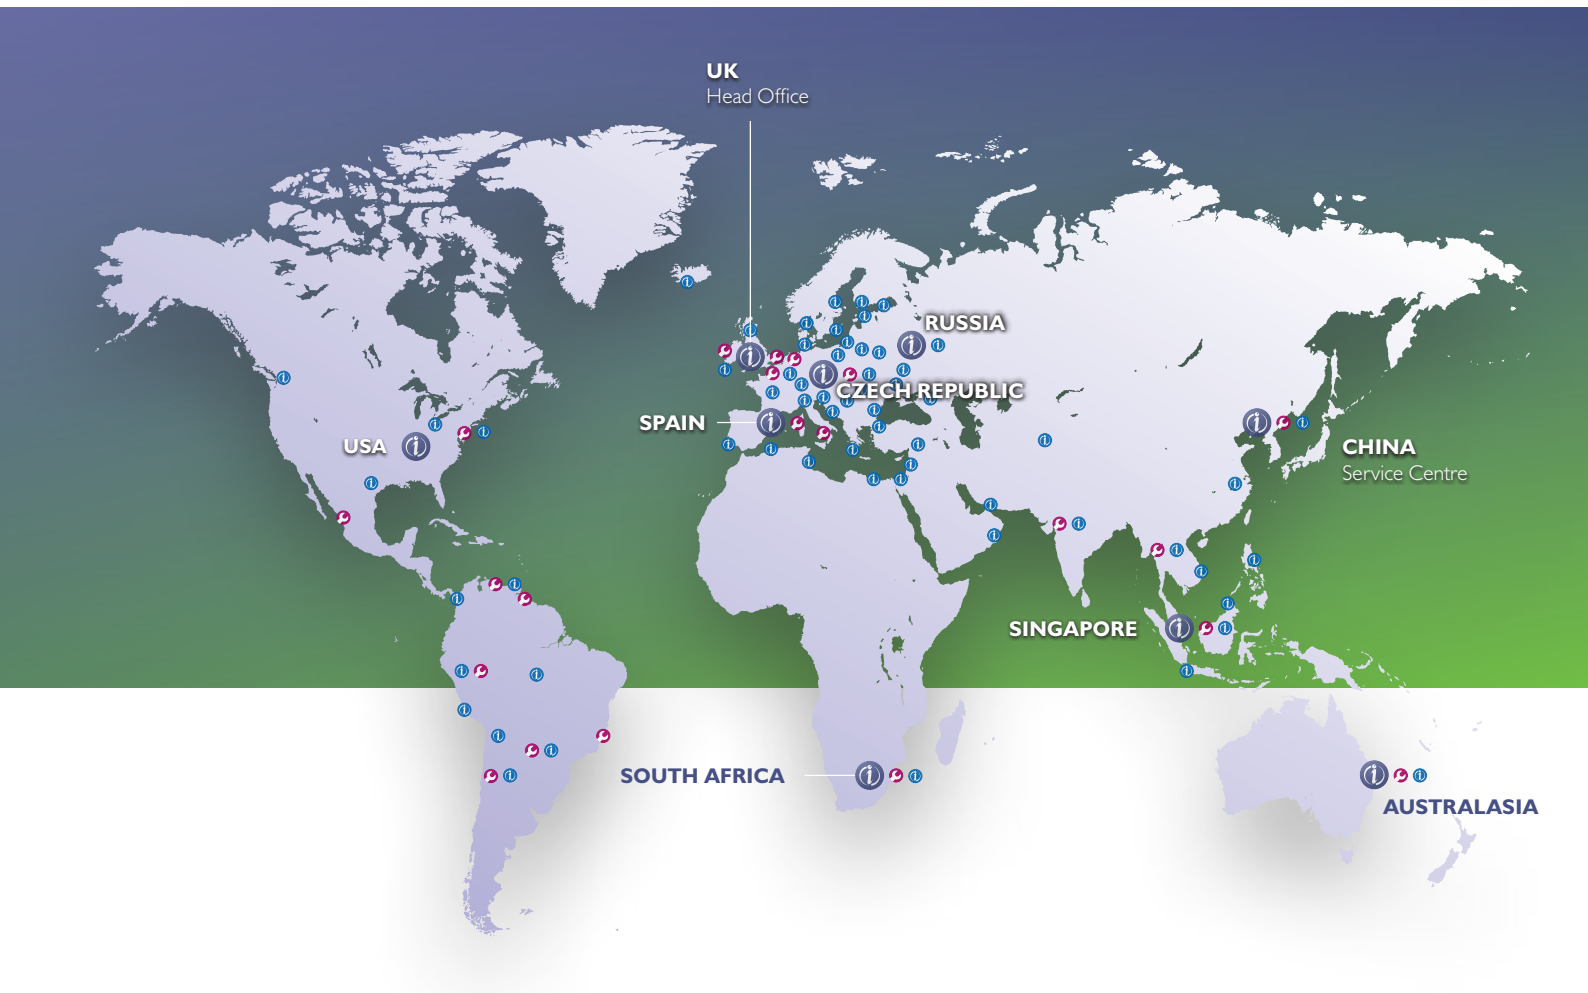 UK
Head Office
RUSSIA
CZECH REPUBLIC
SPAIN
USA
CHINA
Service Centre
SINGAPORE
SOUTH AFRICA
AUSTRALASIA